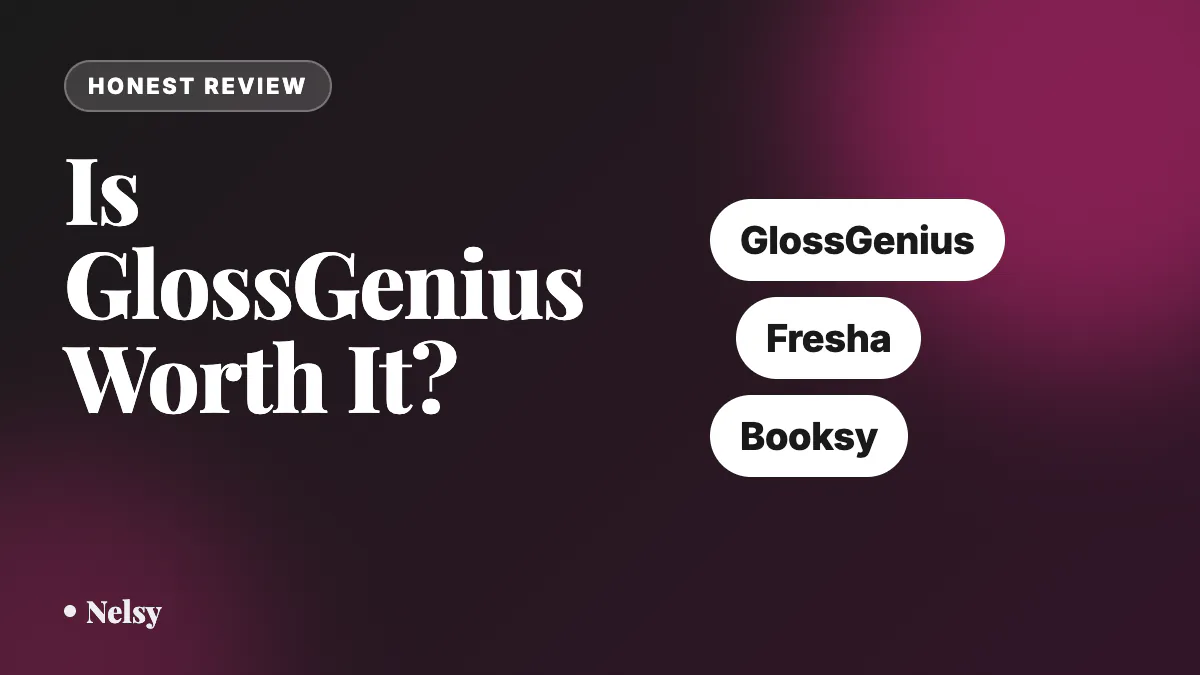 HONEST REVIEW
Is
GlossGenius
Worth It?
GlossGenius
Fresha
Booksy
Nelsy